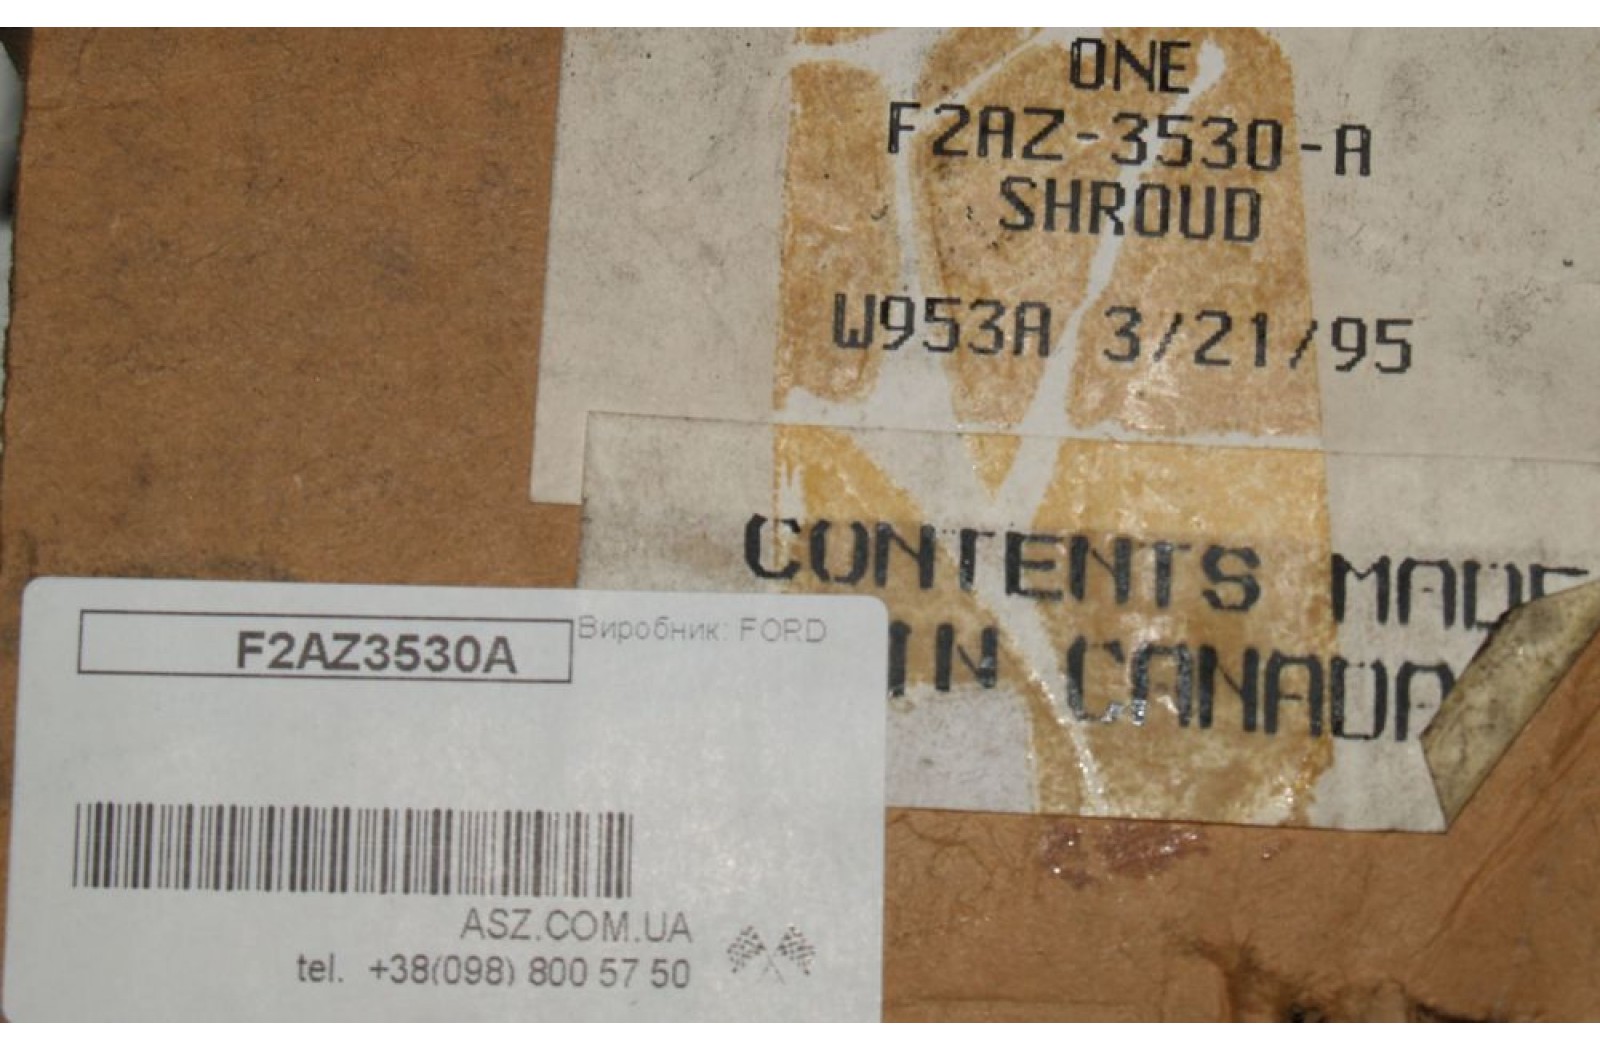 ONE
F2AZ-3530-A
SHROUD
W953A 3/21/95
CONTENTS MADE
IN CANADA
F2AZ3530A
Виробник: FORD
ASZ.COM.UA
tel. +38(098) 800 57 50